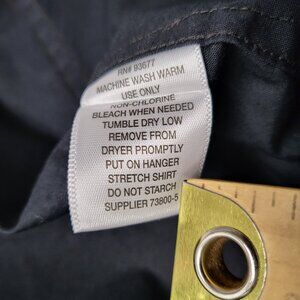 RN# 93677
MACHINE WASH WARM
USE ONLY
NON-CHLORINE
BLEACH WHEN NEEDED
TUMBLE DRY LOW
REMOVE FROM
DRYER PROMPTLY
PUT ON HANGER
STRETCH SHIRT
DO NOT STARCH
SUPPLIER 73800-5